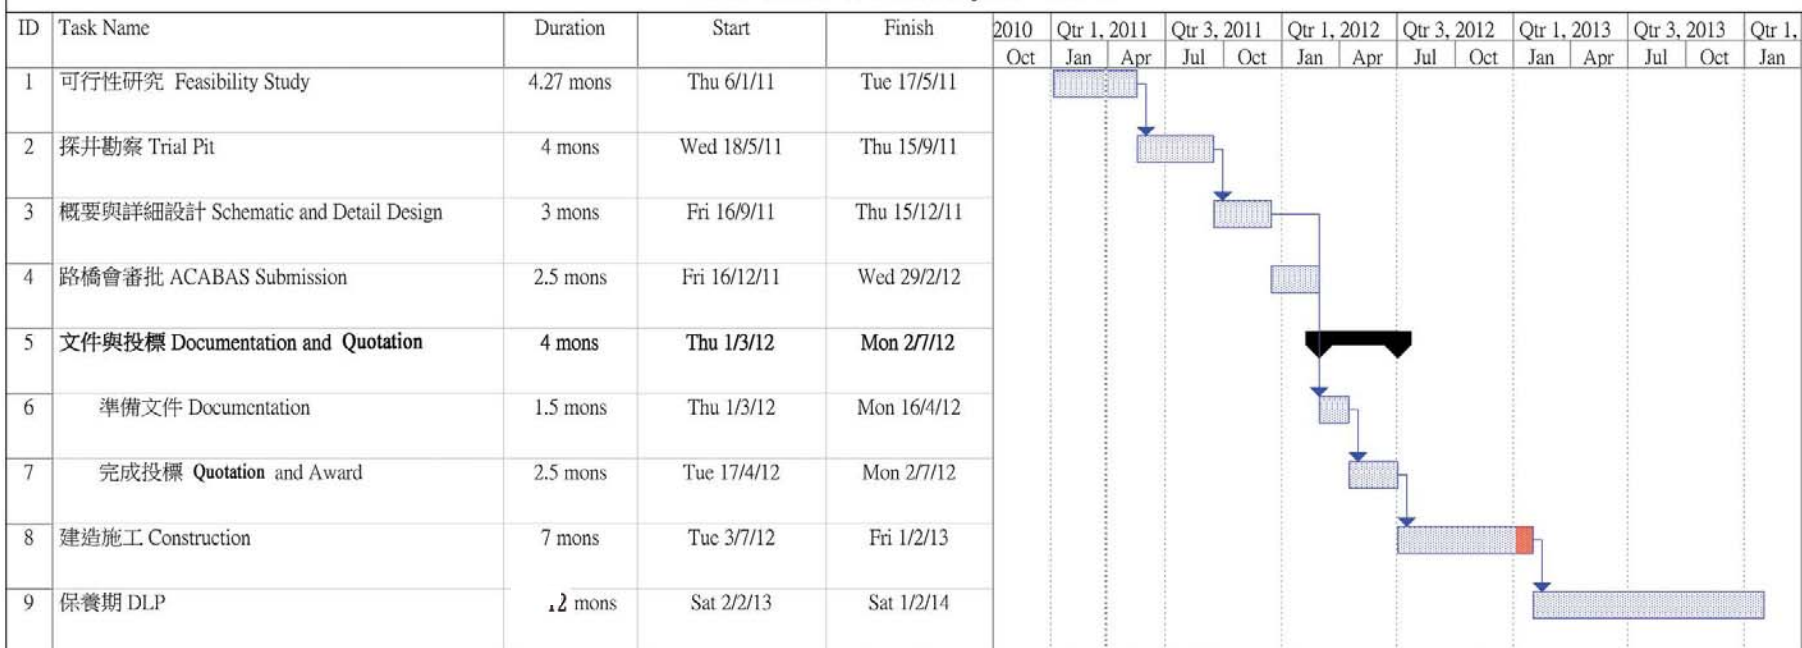 ID Task Name Duration Start Finish 2010 Qtr 1, 2011 Qtr 3, 2011 Qtr 1, 2012 Qtr 3, 2012 Qtr 1, 2013 Qtr 3, 2013 Qtr 1,
Oct Jan Apr Jul Oct Jan Apr Jul Oct Jan Apr Jul Oct Jan
1 可行性研究 Feasibility Study 4.27 mons Thu 6/1/11 Tue 17/5/11
2 探井勘察 Trial Pit 4 mons Wed 18/5/11 Thu 15/9/11
3 概要與詳細設計 Schematic and Detail Design 3 mons Fri 16/9/11 Thu 15/12/11
4 路橋會審批 ACABAS Submission 2.5 mons Fri 16/12/11 Wed 29/2/12
5 文件與投標 Documentation and Quotation 4 mons Thu 1/3/12 Mon 2/7/12
6 準備文件 Documentation 1.5 mons Thu 1/3/12 Mon 16/4/12
7 完成投標 Quotation and Award 2.5 mons Tue 17/4/12 Mon 2/7/12
8 建造施工 Construction 7 mons Tue 3/7/12 Fri 1/2/13
9 保養期 DLP 12 mons Sat 2/2/13 Sat 1/2/14